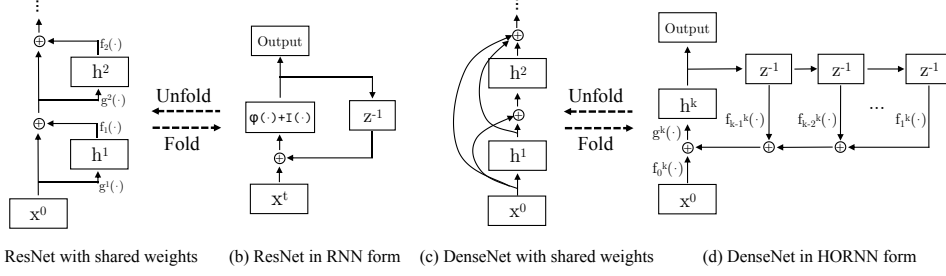 ⋮
⊕
f₂(·)
h²
g²(·)
⊕
f₁(·)
h¹
g¹(·)
x⁰
Unfold
Fold
Output
φ(·)+I(·)
z⁻¹
⊕
xᵗ
⋮
⊕
h²
⊕
h¹
x⁰
Unfold
Fold
Output
z⁻¹ z⁻¹ z⁻¹
hᵏ
gᵏ(·)
f₀ᵏ(·)
fₖ₋₁ᵏ(·) fₖ₋₂ᵏ(·) ... f₁ᵏ(·)
⊕ ⊕ ⊕
x⁰
ResNet with shared weights
(b) ResNet in RNN form
(c) DenseNet with shared weights
(d) DenseNet in HORNN form